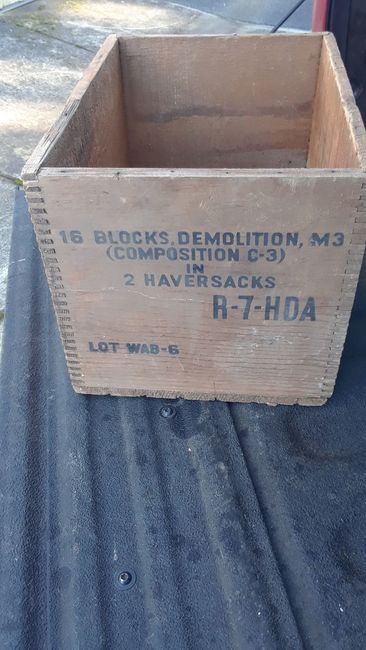 16 BLOCKS, DEMOLITION, M3
(COMPOSITION C-3)
IN
2 HAVERSACKS
R-7-HDA
LOT WAB-6